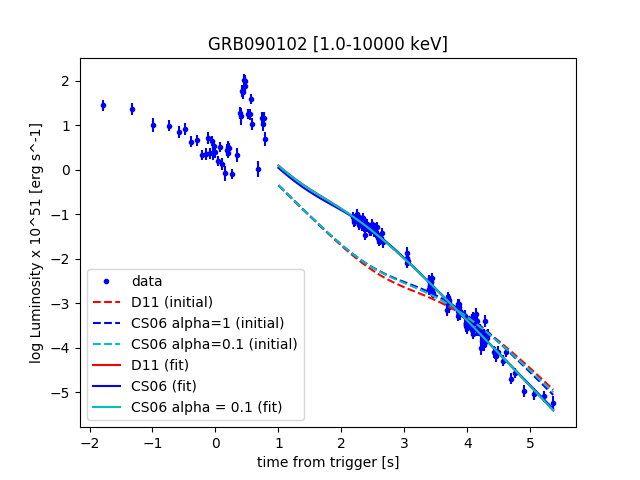 GRB090102 [1.0-10000 keV]
log Luminosity x 10^51 [erg s^-1]
2
1
0
−1
−2
−3
−4
−5
data
D11 (initial)
CS06 alpha=1 (initial)
CS06 alpha=0.1 (initial)
D11 (fit)
CS06 (fit)
CS06 alpha = 0.1 (fit)
−2 −1 0 1 2 3 4 5
time from trigger [s]